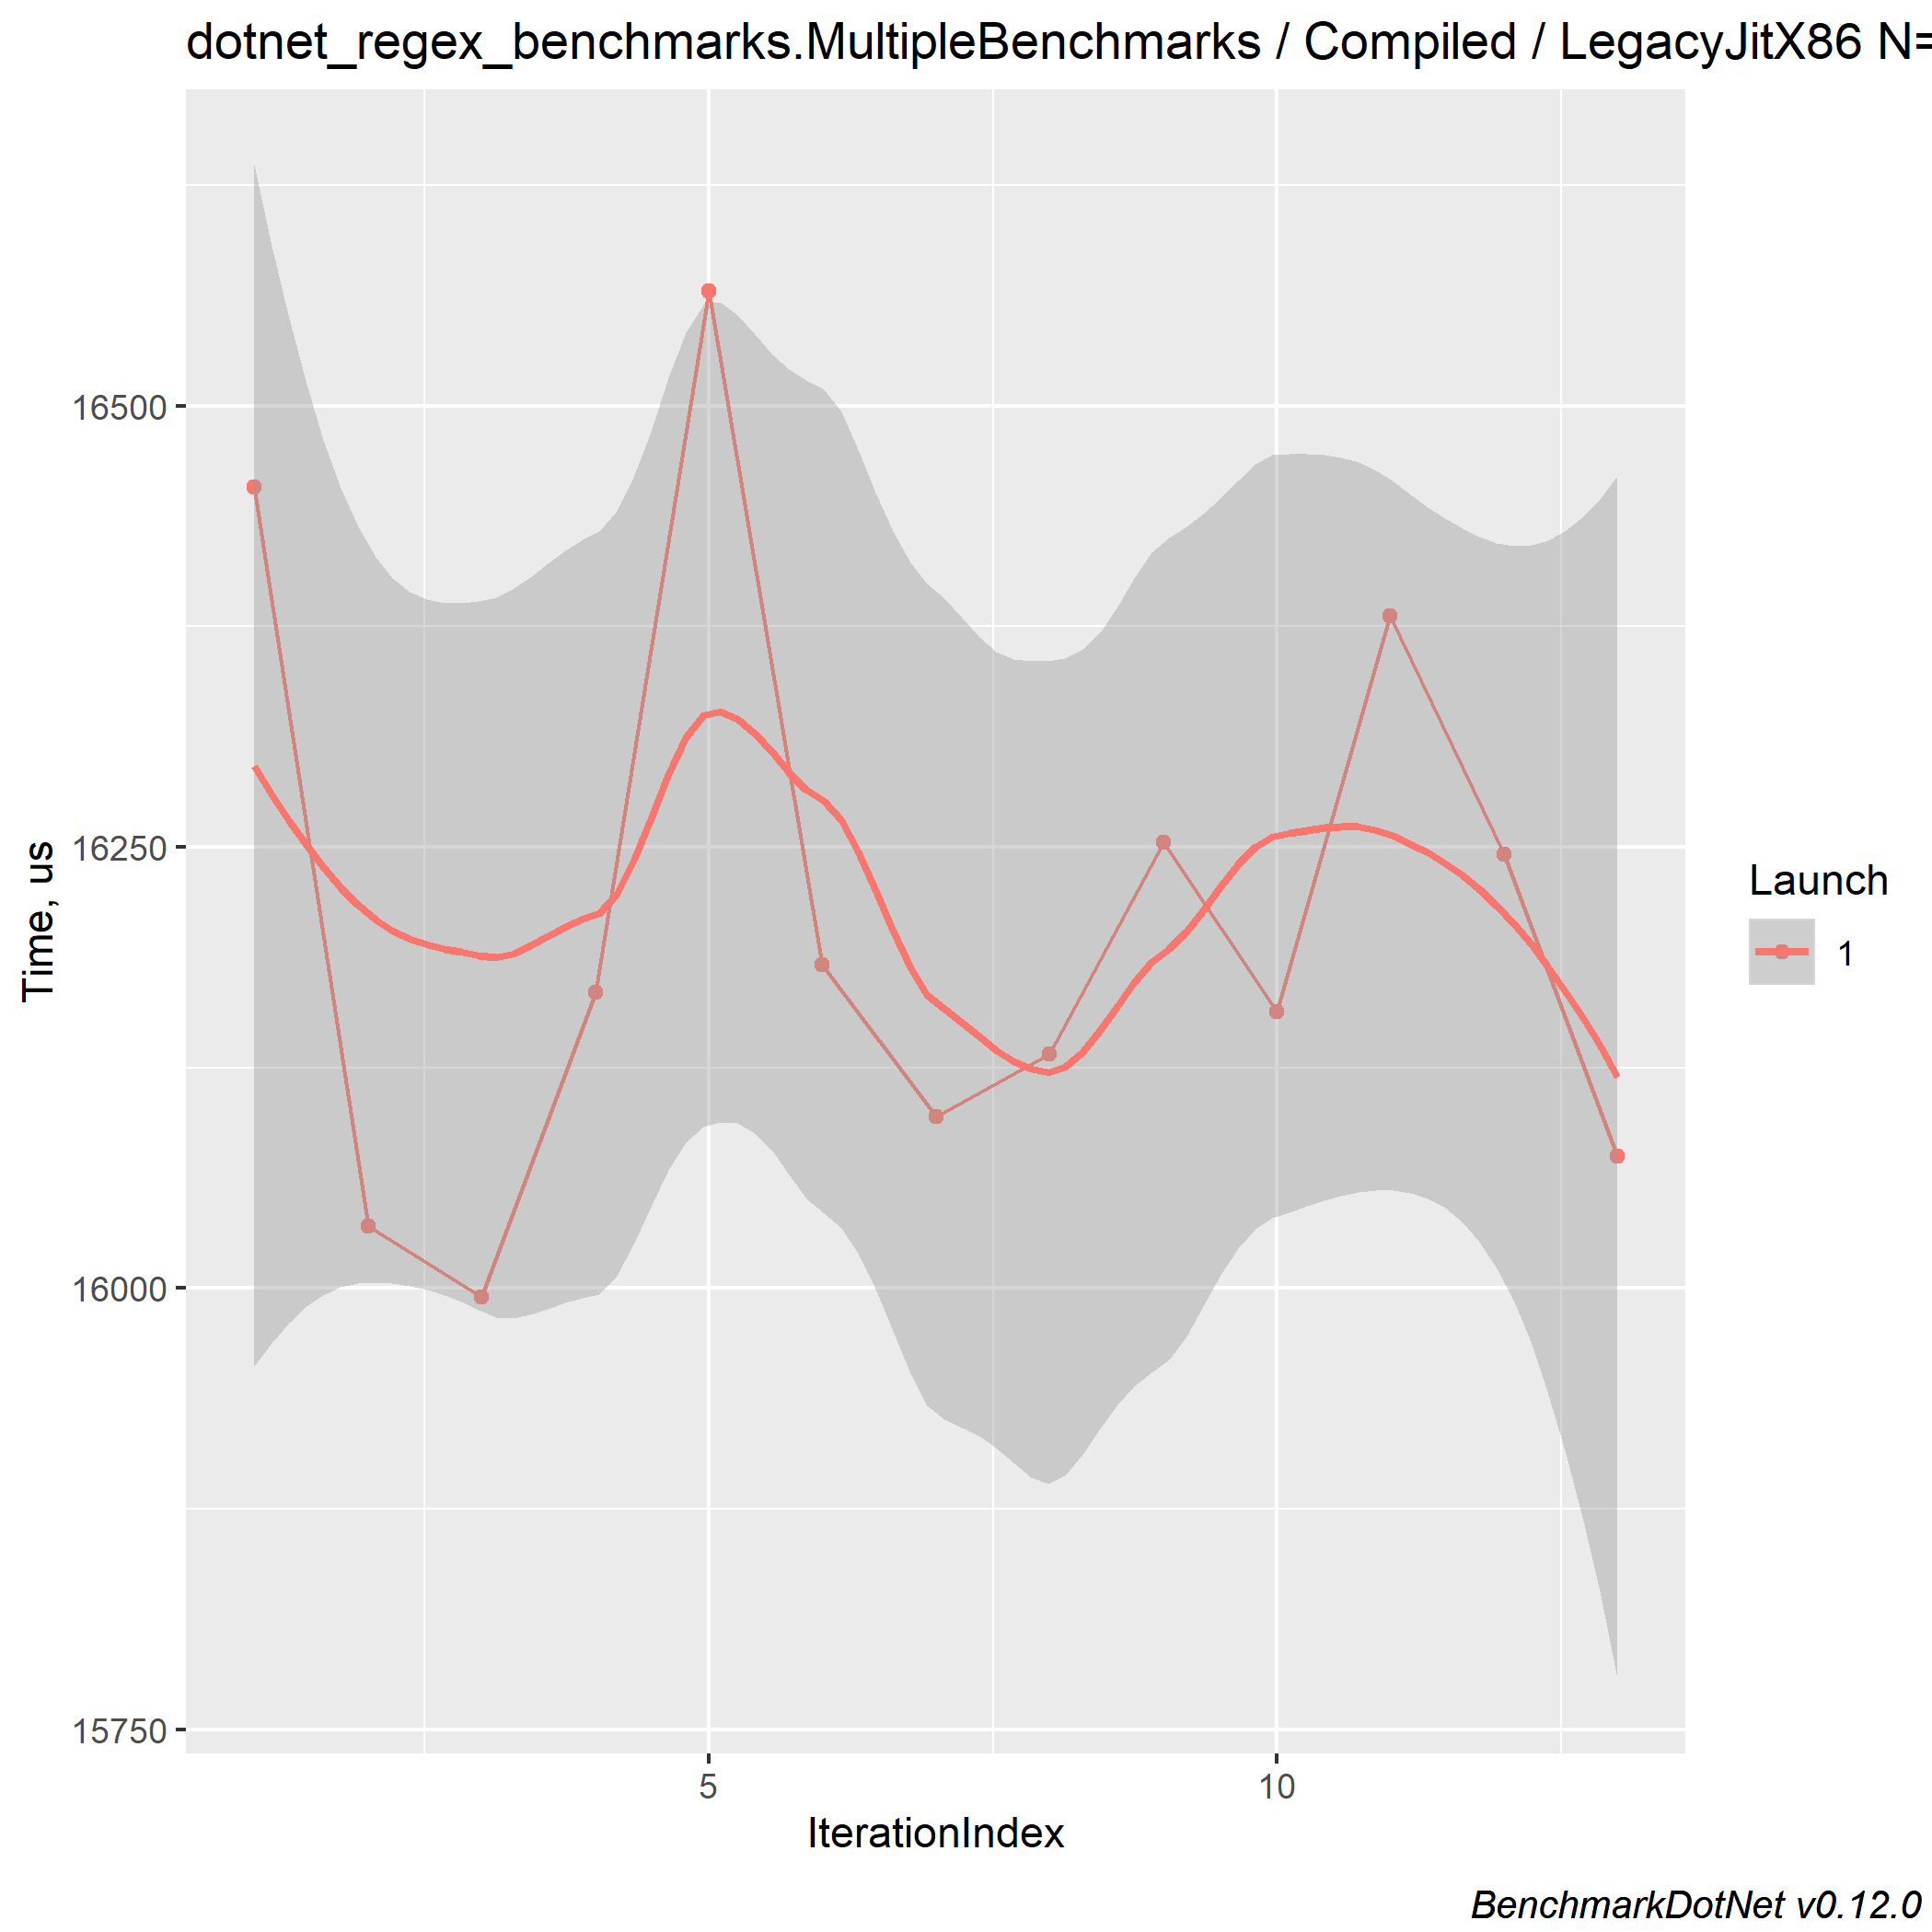 dotnet_regex_benchmarks.MultipleBenchmarks / Compiled / LegacyJitX86 N=
Time, us
16500
16250
16000
15750
5
10
IterationIndex
Launch
1
BenchmarkDotNet v0.12.0